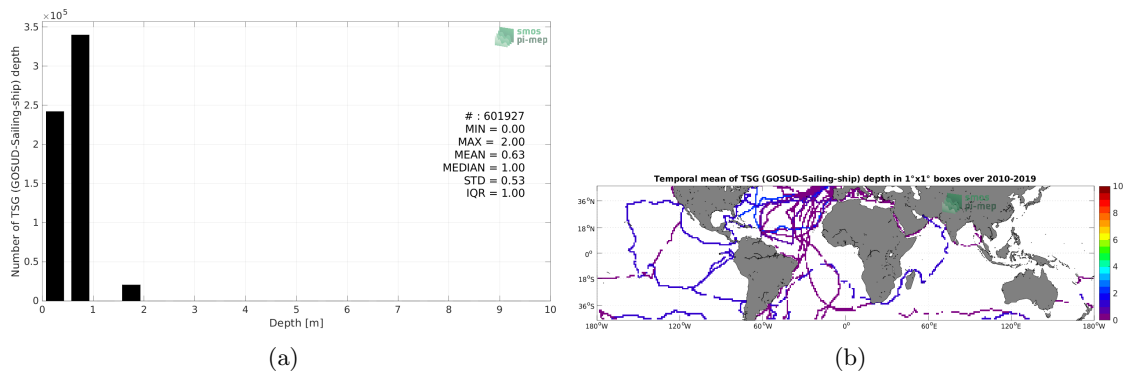 ×10⁵
3.5
3
2.5
2
1.5
1
0.5
0
Number of TSG (GOSUD-Sailing-ship) depth
smos
pi-mep
# : 601927
MIN = 0.00
MAX = 2.00
MEAN = 0.63
MEDIAN = 1.00
STD = 0.53
IQR = 1.00
0 1 2 3 4 5 6 7 8 9 10
Depth [m]
(a)
Temporal mean of TSG (GOSUD-Sailing-ship) depth in 1°x1° boxes over 2010-2019
smos
pi-mep
36°N
18°N
0°
18°S
36°S
180°W 120°W 60°W 0° 60°E 120°E 180°W
10
8
6
4
2
0
(b)